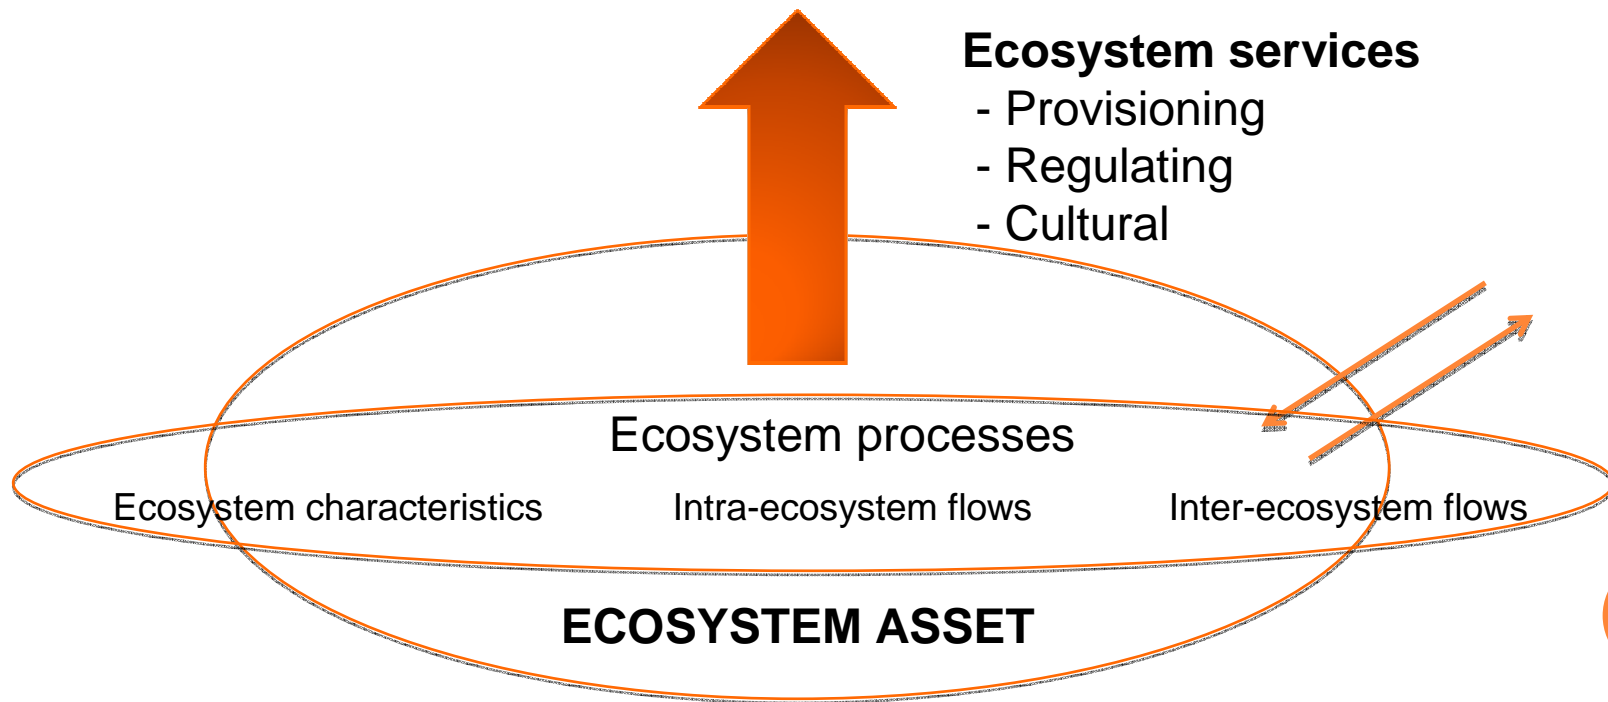 Ecosystem services
- Provisioning
- Regulating
- Cultural
Ecosystem processes
Ecosystem characteristics
Intra-ecosystem flows
Inter-ecosystem flows
ECOSYSTEM ASSET